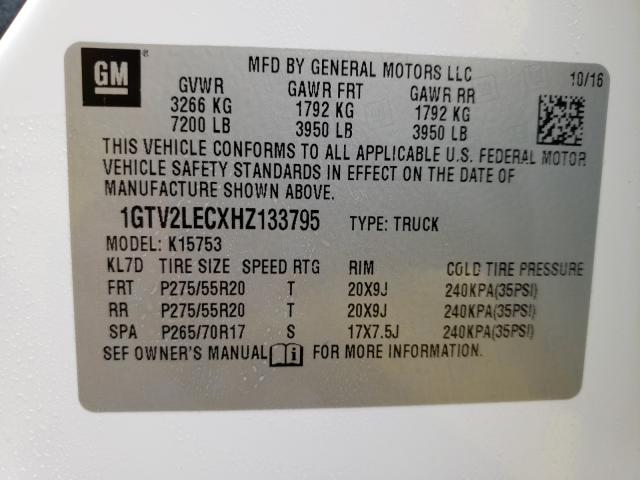 GM
MFD BY GENERAL MOTORS LLC 10/16
GVWR GAWR FRT GAWR RR
3266 KG 1792 KG 1792 KG
7200 LB 3950 LB 3950 LB
THIS VEHICLE CONFORMS TO ALL APPLICABLE U.S. FEDERAL MOTOR
VEHICLE SAFETY STANDARDS IN EFFECT ON THE DATE OF
MANUFACTURE SHOWN ABOVE.
1GTV2LECXHZ133795 TYPE: TRUCK
MODEL: K15753
KL7D TIRE SIZE SPEED RTG RIM COLD TIRE PRESSURE
FRT P275/55R20 T 20X9J 240KPA(35PSI)
RR P275/55R20 T 20X9J 240KPA(35PSI)
SPA P265/70R17 S 17X7.5J 240KPA(35PSI)
SEE OWNER'S MANUAL i FOR MORE INFORMATION.